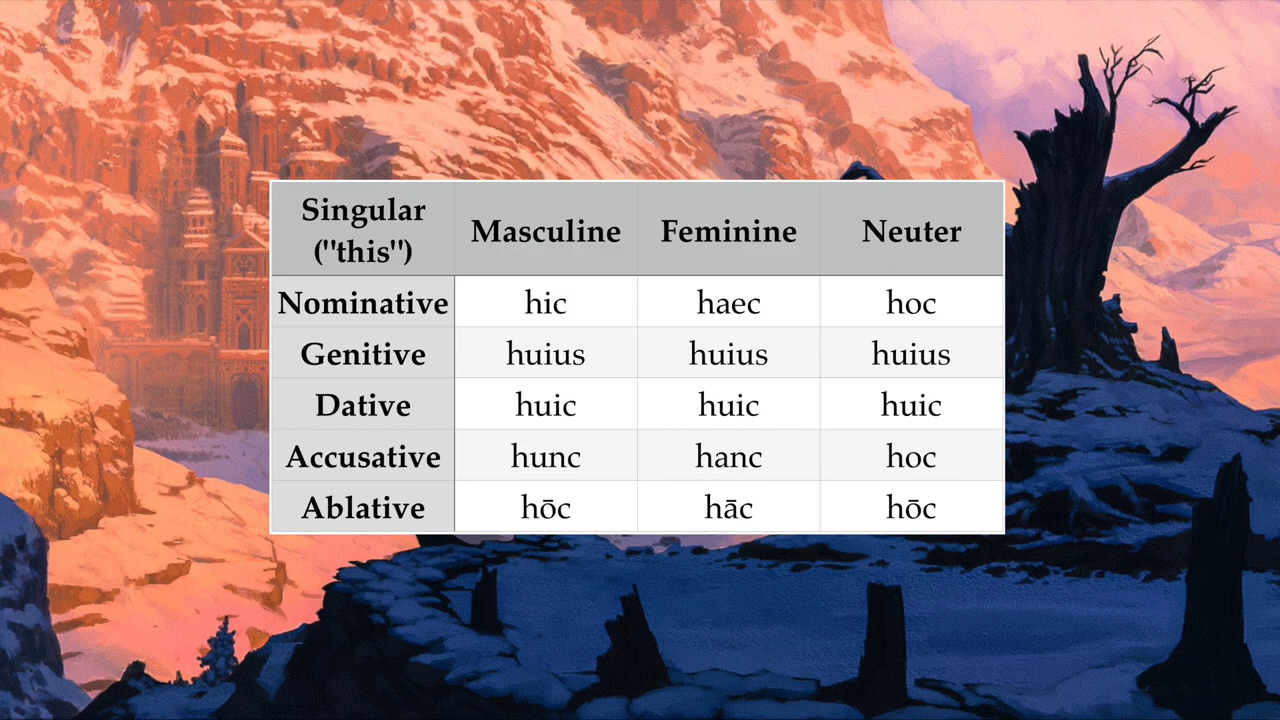 Singular
("this") Masculine Feminine Neuter
Nominative hic haec hoc
Genitive huius huius huius
Dative huic huic huic
Accusative hunc hanc hoc
Ablative hōc hāc hōc